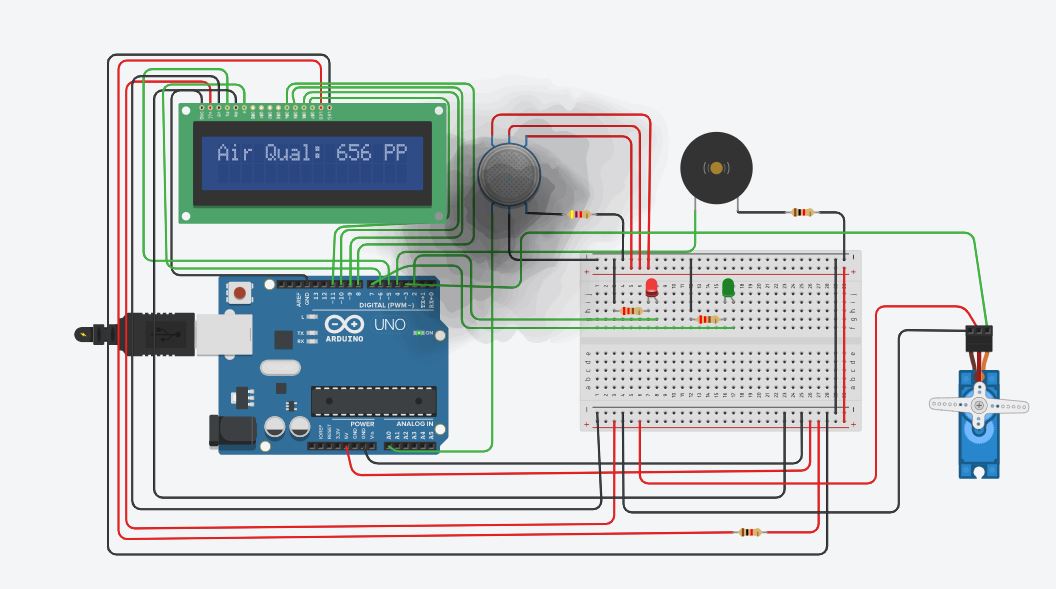 Air Qual: 656 PP
AREF
GND
13
12
~11
~10
~9
8
7
~6
~5
4
~3
2
TX→1
RX←0
DIGITAL (PWM~)
L
TX
RX
UNO
ON
ARDUINO
POWER
ANALOG IN
IOREF
RESET
3.3V
5V
GND
GND
Vin
A0
A1
A2
A3
A4
A5
a b c d e
a b c d e